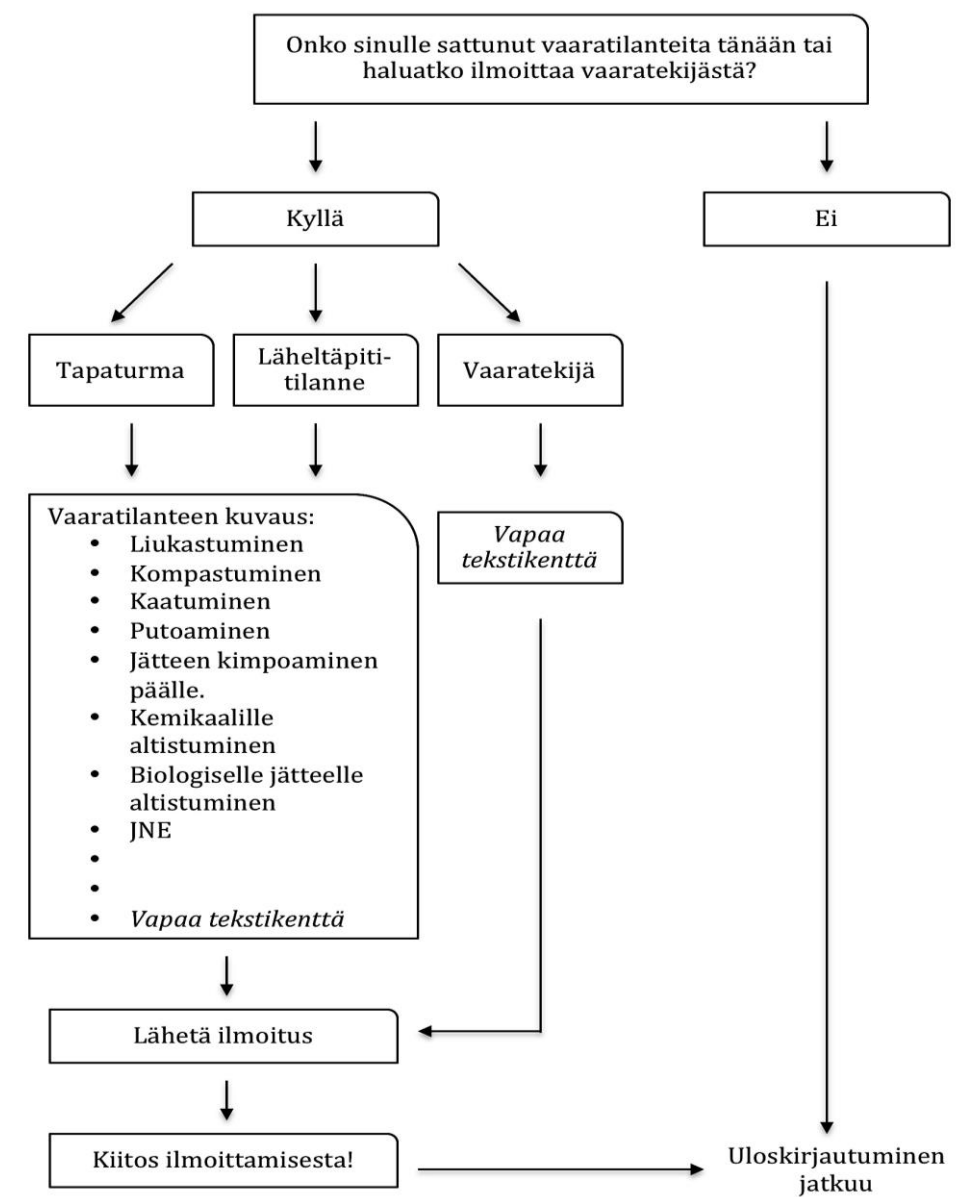 Onko sinulle sattunut vaaratilanteita tänään tai
haluatko ilmoittaa vaaratekijästä?
Kyllä
Ei
Tapaturma
Läheltäpiti-
tilanne
Vaaratekijä
Vaaratilanteen kuvaus:
• Liukastuminen
• Kompastuminen
• Kaatuminen
• Putoaminen
• Jätteen kimpoaminen
päälle.
• Kemikaalille
altistuminen
• Biologiselle jätteelle
altistuminen
• JNE
•
•
• Vapaa tekstikenttä
Vapaa
tekstikenttä
Lähetä ilmoitus
Kiitos ilmoittamisesta!
Uloskirjautuminen
jatkuu